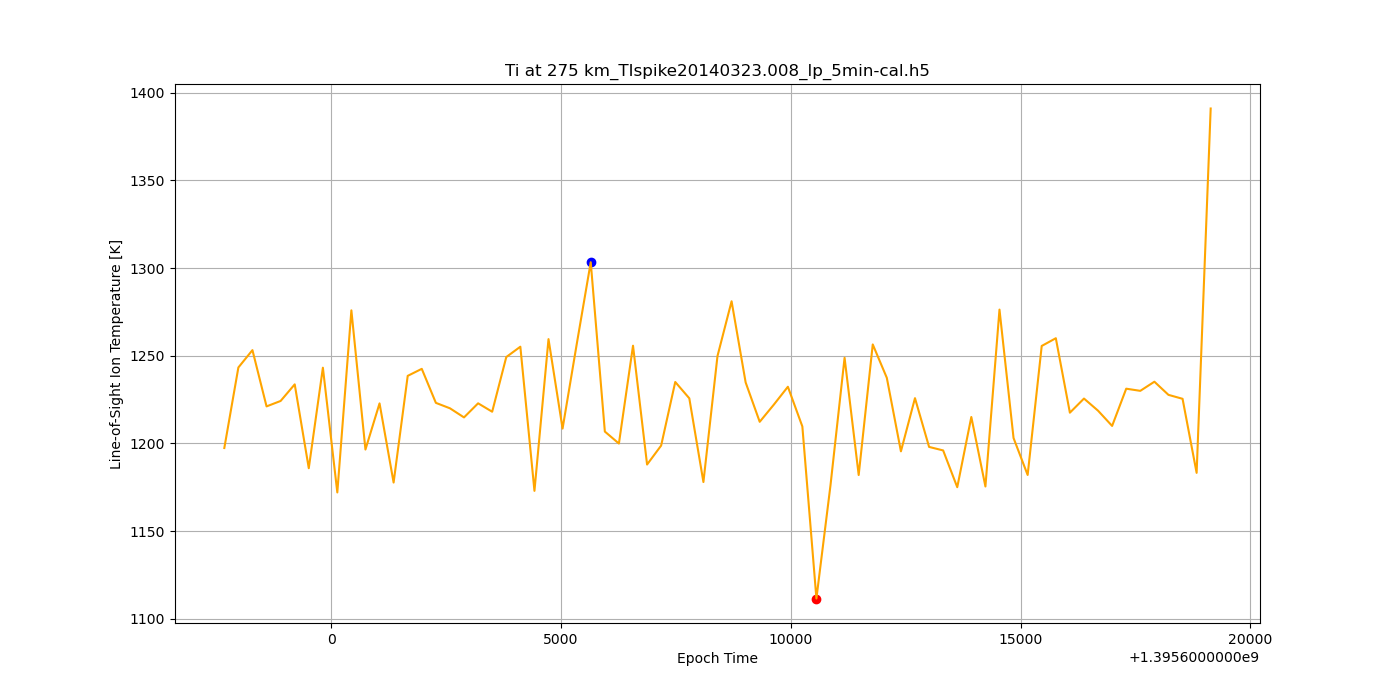 Ti at 275 km_TIspike20140323.008_lp_5min-cal.h5
Line-of-Sight Ion Temperature [K]
1400
1350
1300
1250
1200
1150
1100
0 5000 10000 15000 20000
Epoch Time
+1.3956000000e9